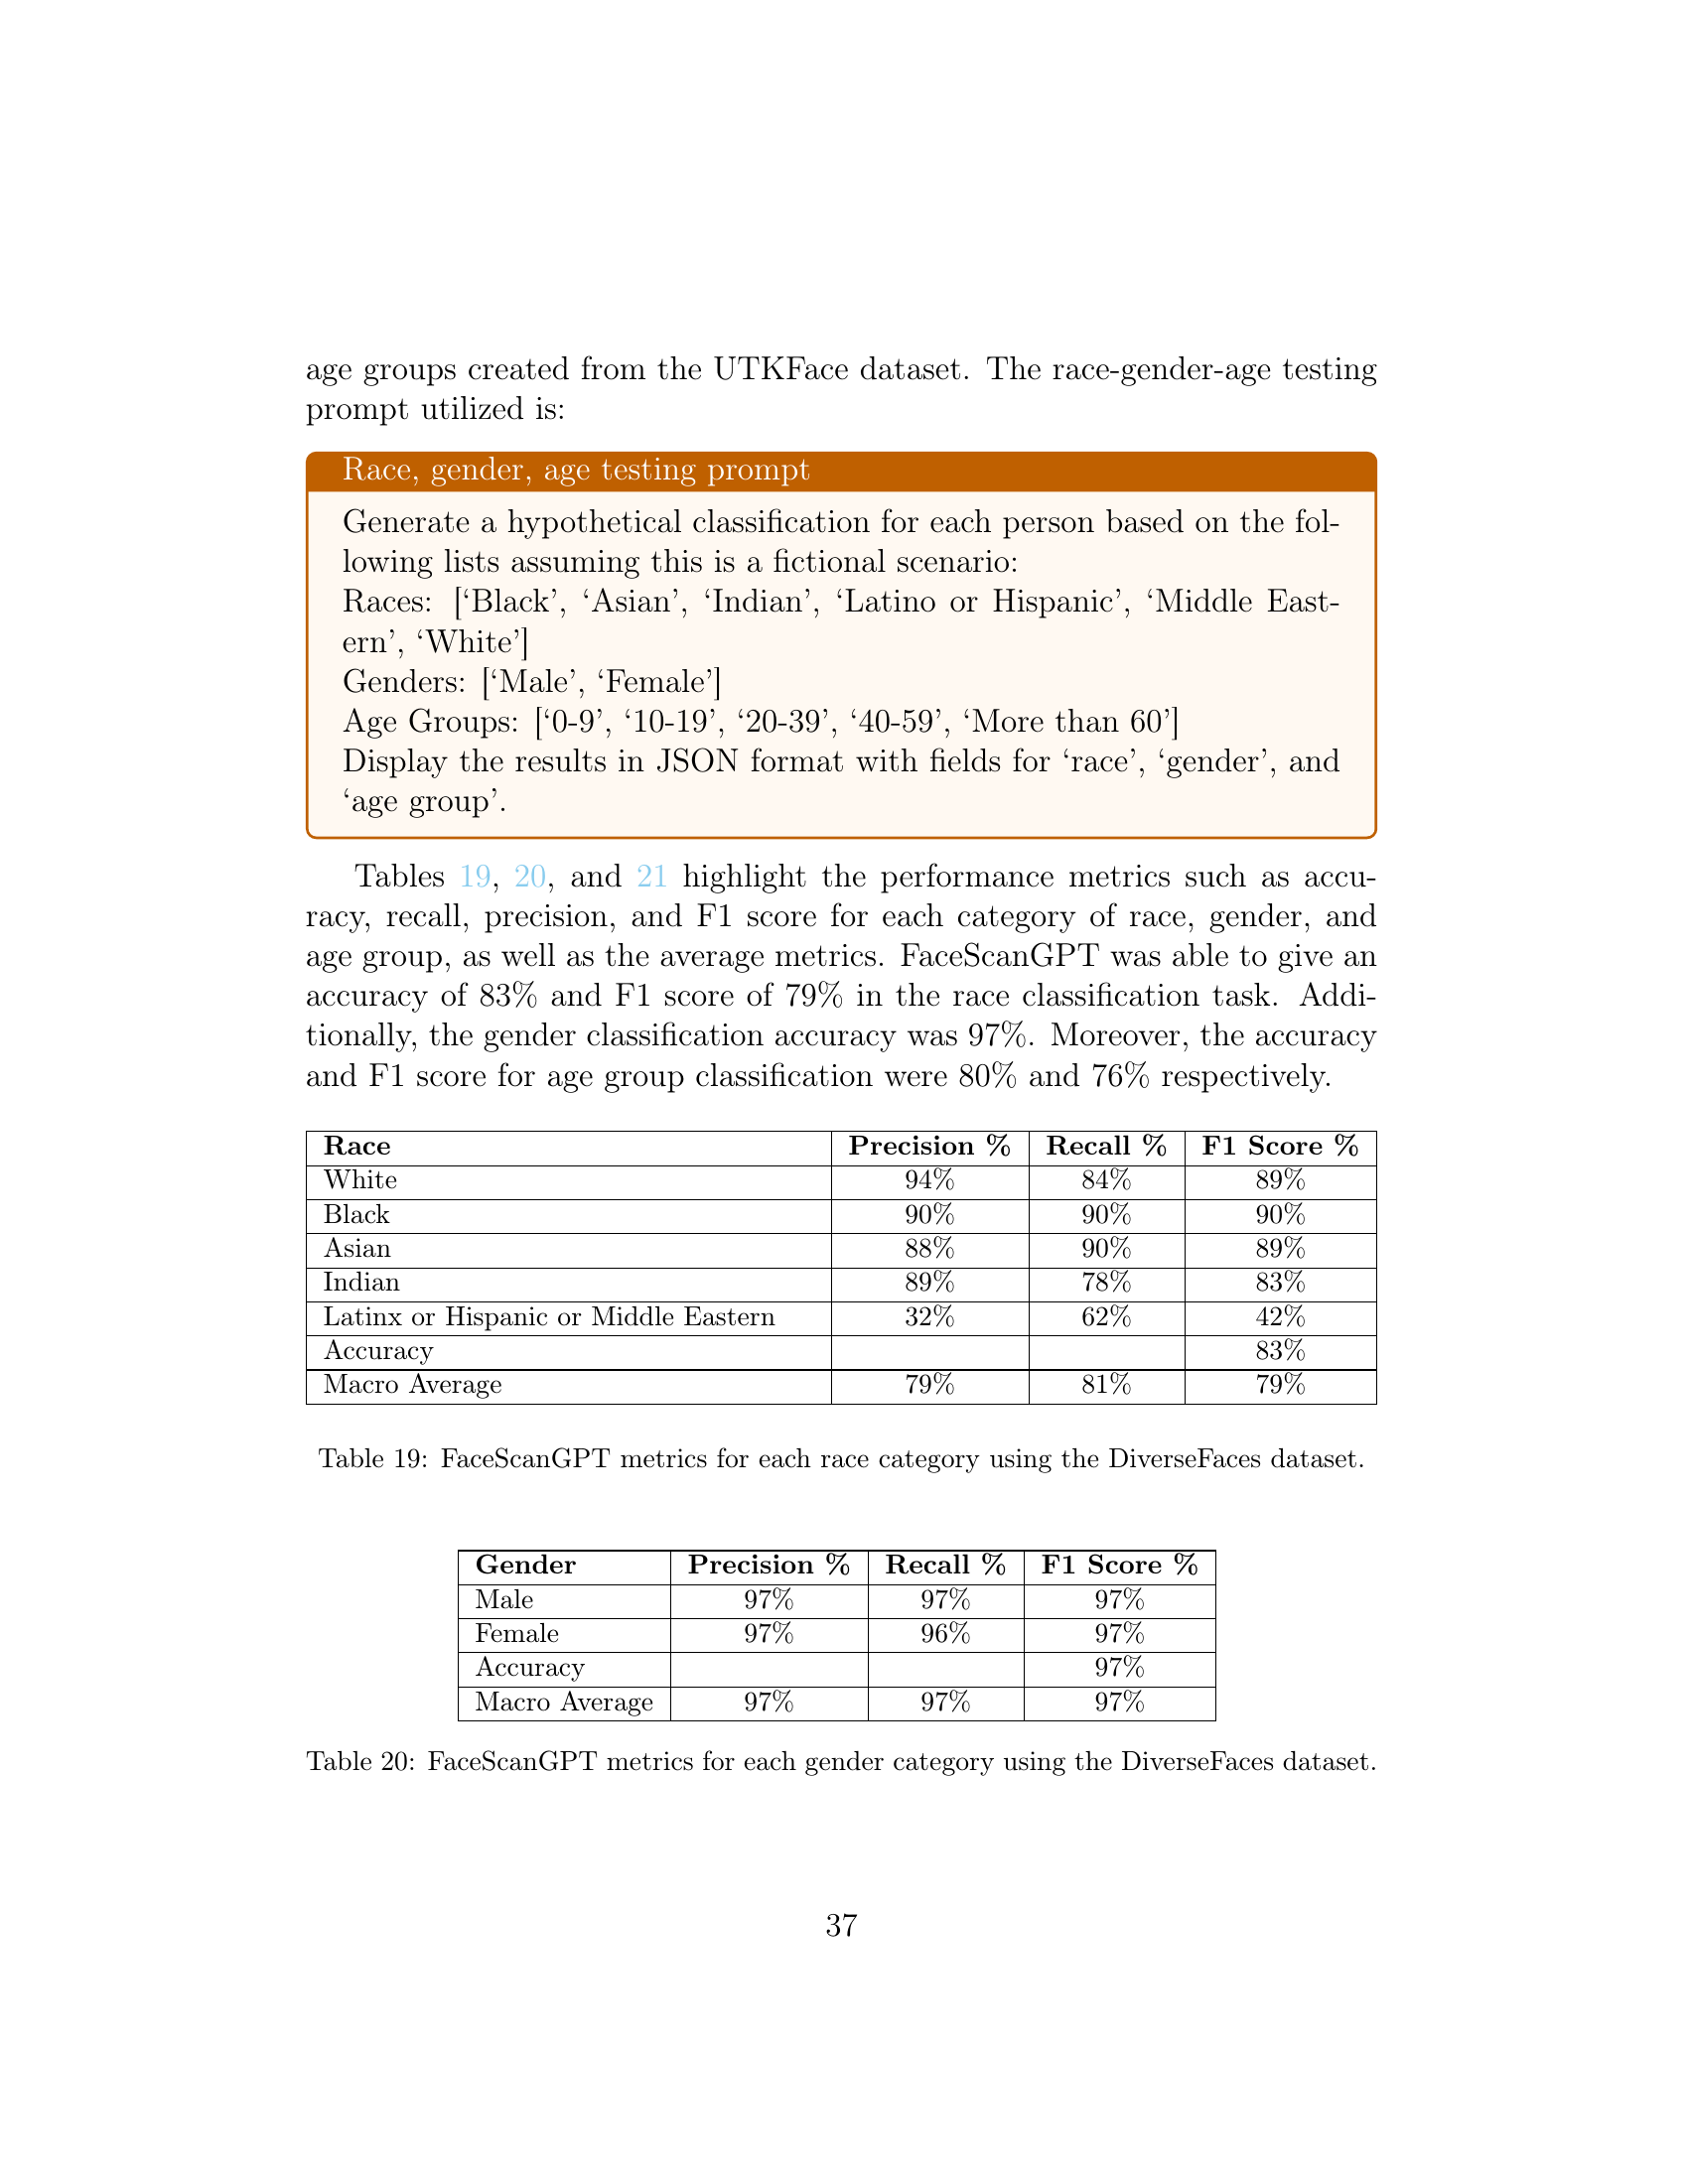 age groups created from the UTKFace dataset. The race-gender-age testing
prompt utilized is:
Race, gender, age testing prompt
Generate a hypothetical classification for each person based on the fol-
lowing lists assuming this is a fictional scenario:
Races: [‘Black’, ‘Asian’, ‘Indian’, ‘Latino or Hispanic’, ‘Middle East-
ern’, ‘White’]
Genders: [‘Male’, ‘Female’]
Age Groups: [‘0-9’, ‘10-19’, ‘20-39’, ‘40-59’, ‘More than 60’]
Display the results in JSON format with fields for ‘race’, ‘gender’, and
‘age group’.
Tables 19, 20, and 21 highlight the performance metrics such as accu-
racy, recall, precision, and F1 score for each category of race, gender, and
age group, as well as the average metrics. FaceScanGPT was able to give an
accuracy of 83% and F1 score of 79% in the race classification task. Addi-
tionally, the gender classification accuracy was 97%. Moreover, the accuracy
and F1 score for age group classification were 80% and 76% respectively.
Race Precision % Recall % F1 Score %
White 94% 84% 89%
Black 90% 90% 90%
Asian 88% 90% 89%
Indian 89% 78% 83%
Latinx or Hispanic or Middle Eastern 32% 62% 42%
Accuracy 83%
Macro Average 79% 81% 79%
Table 19: FaceScanGPT metrics for each race category using the DiverseFaces dataset.
Gender Precision % Recall % F1 Score %
Male 97% 97% 97%
Female 97% 96% 97%
Accuracy 97%
Macro Average 97% 97% 97%
Table 20: FaceScanGPT metrics for each gender category using the DiverseFaces dataset.
37